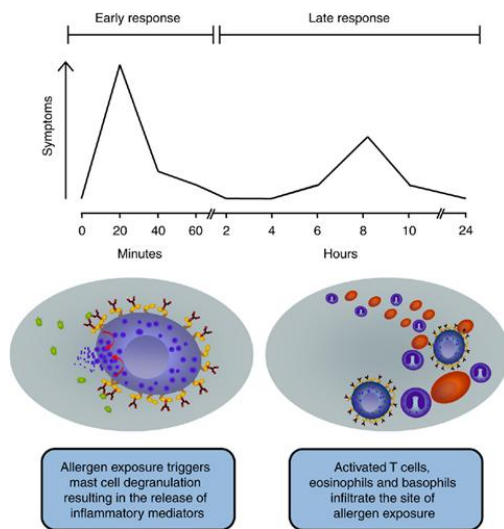 Early response
Late response
Symptoms
0 20 40 60 2 4 6 8 10 24
Minutes
Hours
Allergen exposure triggers
mast cell degranulation
resulting in the release of
inflammatory mediators
Activated T cells,
eosinophils and basophils
infiltrate the site of
allergen exposure